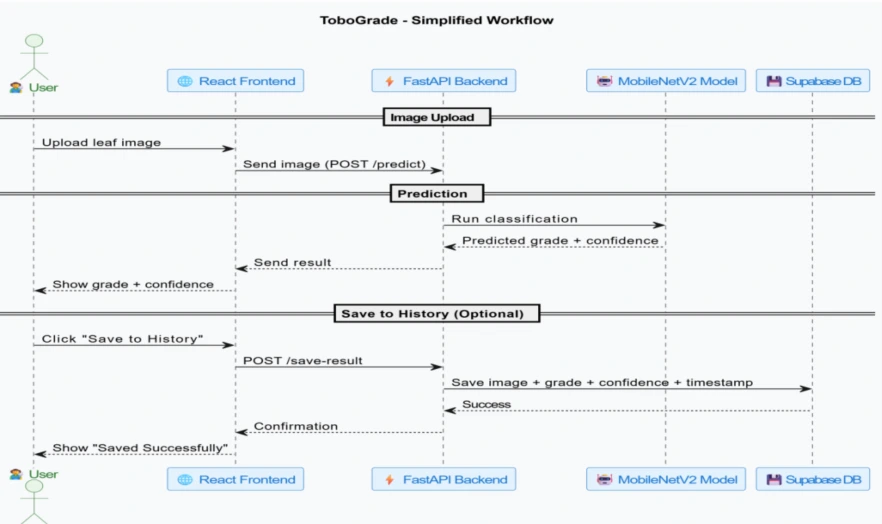 ToboGrade - Simplified Workflow
User
React Frontend
FastAPI Backend
MobileNetV2 Model
Supabase DB
Image Upload
Upload leaf image
Send image (POST /predict)
Prediction
Run classification
Predicted grade + confidence
Send result
Show grade + confidence
Save to History (Optional)
Click "Save to History"
POST /save-result
Save image + grade + confidence + timestamp
Success
Confirmation
Show "Saved Successfully"
User
React Frontend
FastAPI Backend
MobileNetV2 Model
Supabase DB